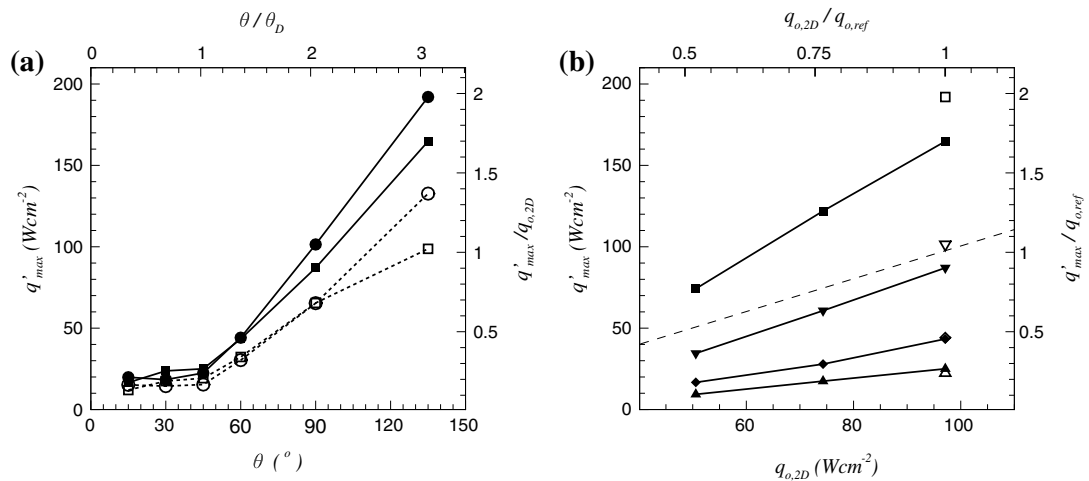 θ / θ_D
0 1 2 3
(a)
200
150
100
50
0
q'_max (Wcm^-2)
2
1.5
1
0.5
q'_max / q_o,2D
0 30 60 90 120 150
θ (°)
q_o,2D / q_o,ref
0.5 0.75 1
(b)
200
150
100
50
0
q'_max (Wcm^-2)
2
1.5
1
0.5
q'_max / q_o,ref
60 80 100
q_o,2D (Wcm^-2)